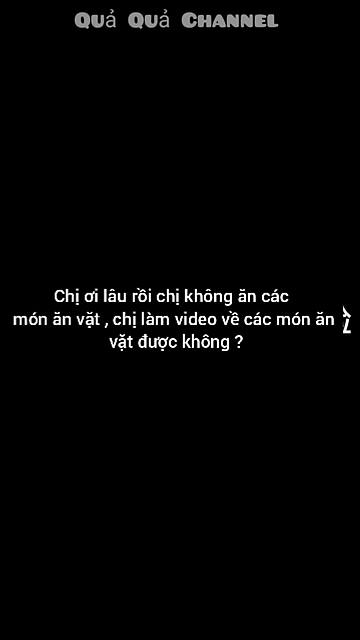 Quả Quả Channel
Chị ơi lâu rồi chị không ăn các
món ăn vặt , chị làm video về các món ăn
vặt được không ?